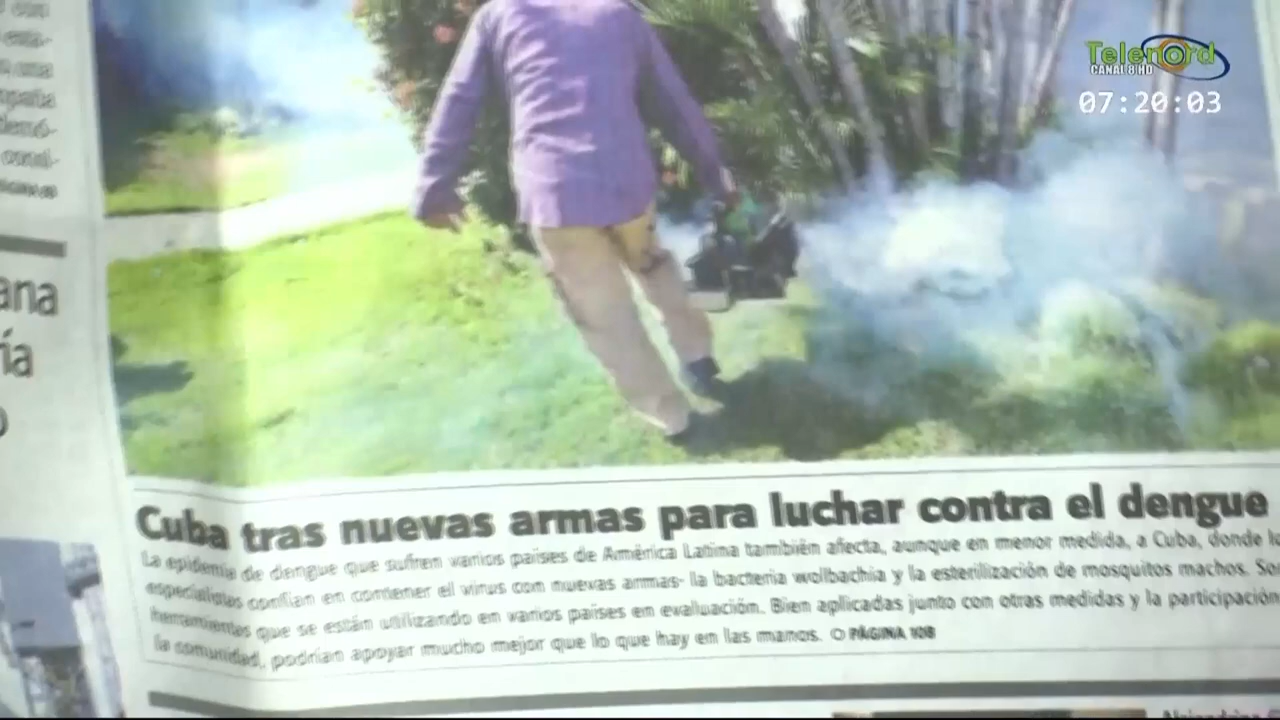 Telenord
CANAL 8 HD
07:20:03
ana
ía
Cuba tras nuevas armas para luchar contra el dengue
La epidemia de dengue que sufren varios países de América Latina también afecta, aunque en menor medida, a Cuba, donde lo
especialistas confían en contener el virus con nuevas armas- la bacteria wolbachia y la esterilización de mosquitos machos. So
herramientas que se están utilizando en varios países en evaluación. Bien aplicadas junto con otras medidas y la participación
la comunidad, podrían apoyar mucho mejor que lo que hay en las manos. O PÁGINA 10B